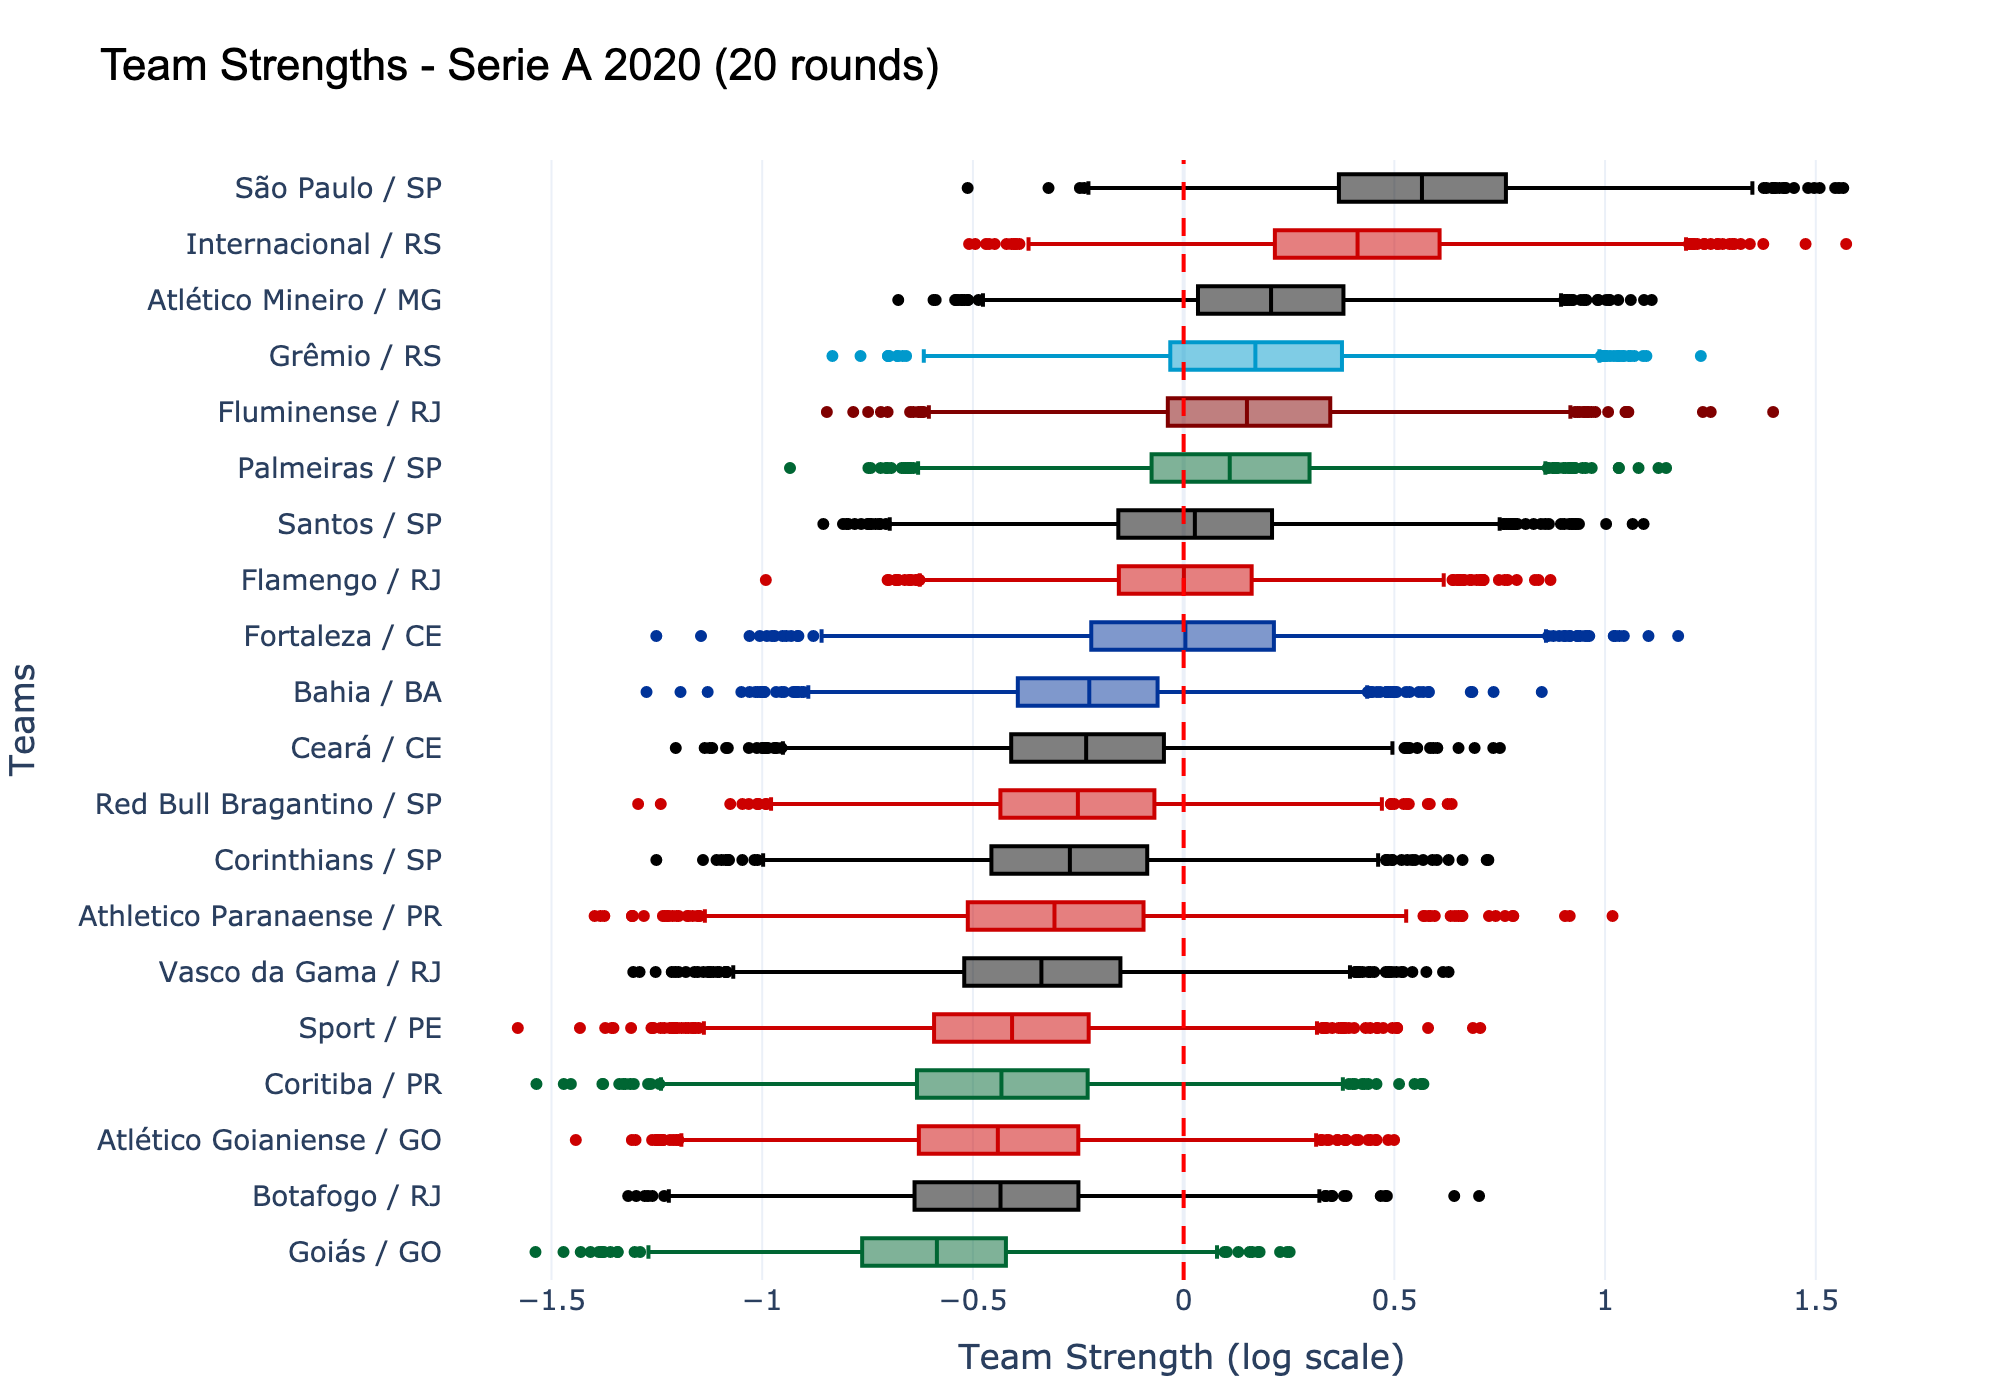 Team Strengths - Serie A 2020 (20 rounds)
São Paulo / SP
Internacional / RS
Atlético Mineiro / MG
Grêmio / RS
Fluminense / RJ
Palmeiras / SP
Santos / SP
Flamengo / RJ
Fortaleza / CE
Bahia / BA
Ceará / CE
Red Bull Bragantino / SP
Corinthians / SP
Athletico Paranaense / PR
Vasco da Gama / RJ
Sport / PE
Coritiba / PR
Atlético Goianiense / GO
Botafogo / RJ
Goiás / GO
Teams
−1.5 −1 −0.5 0 0.5 1 1.5
Team Strength (log scale)